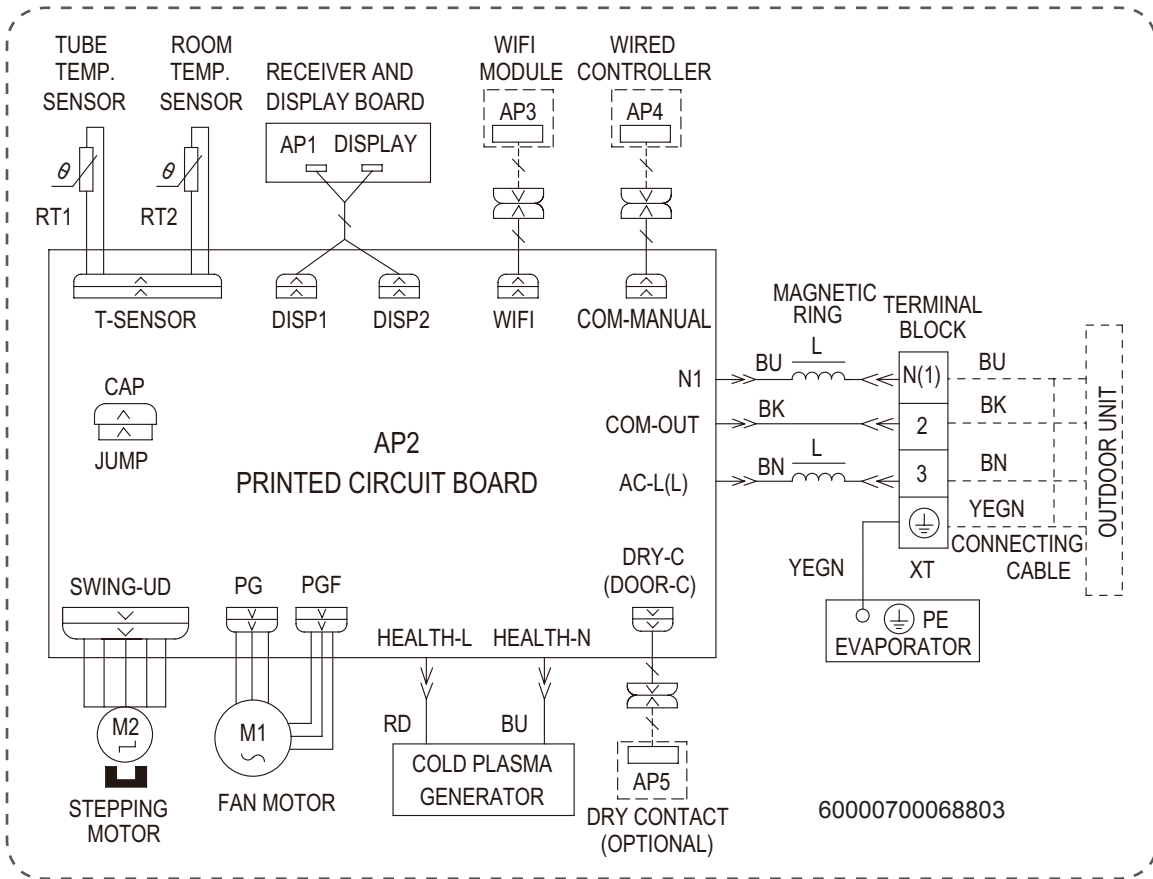 TUBE
TEMP.
SENSOR
ROOM
TEMP.
SENSOR
RECEIVER AND
DISPLAY BOARD
WIFI
MODULE
WIRED
CONTROLLER
AP1 DISPLAY
AP3
AP4
θ
θ
RT1
RT2
T-SENSOR
DISP1
DISP2
WIFI
COM-MANUAL
MAGNETIC
RING
TERMINAL
BLOCK
CAP
JUMP
AP2
PRINTED CIRCUIT BOARD
N1
BU
L
N(1)
BU
COM-OUT
BK
2
BK
AC-L(L)
BN
L
3
BN
YEGN
OUTDOOR UNIT
CONNECTING
CABLE
XT
YEGN
PE
EVAPORATOR
DRY-C
(DOOR-C)
SWING-UD
PG
PGF
HEALTH-L
HEALTH-N
M2
M1
RD
BU
COLD PLASMA
GENERATOR
AP5
STEPPING
MOTOR
FAN MOTOR
DRY CONTACT
(OPTIONAL)
60000700068803